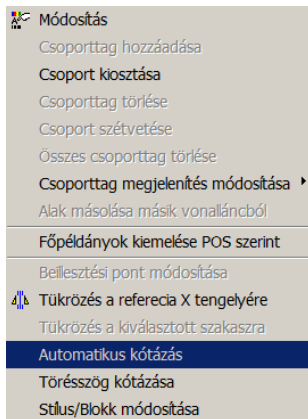 Módosítás
Csoporttag hozzáadása
Csoport kiosztása
Csoporttag törlése
Csoport szétvetése
Összes csoporttag törlése
Csoporttag megjelenítés módosítása
Alak másolása másik vonalláncból
Főpéldányok kiemelése POS szerint
Beillesztési pont módosítása
Tükrözés a referecia X tengelyére
Tükrözés a kiválasztott szakaszra
Automatikus kótázás
Törésszög kótázása
Stílus/Blokk módosítása